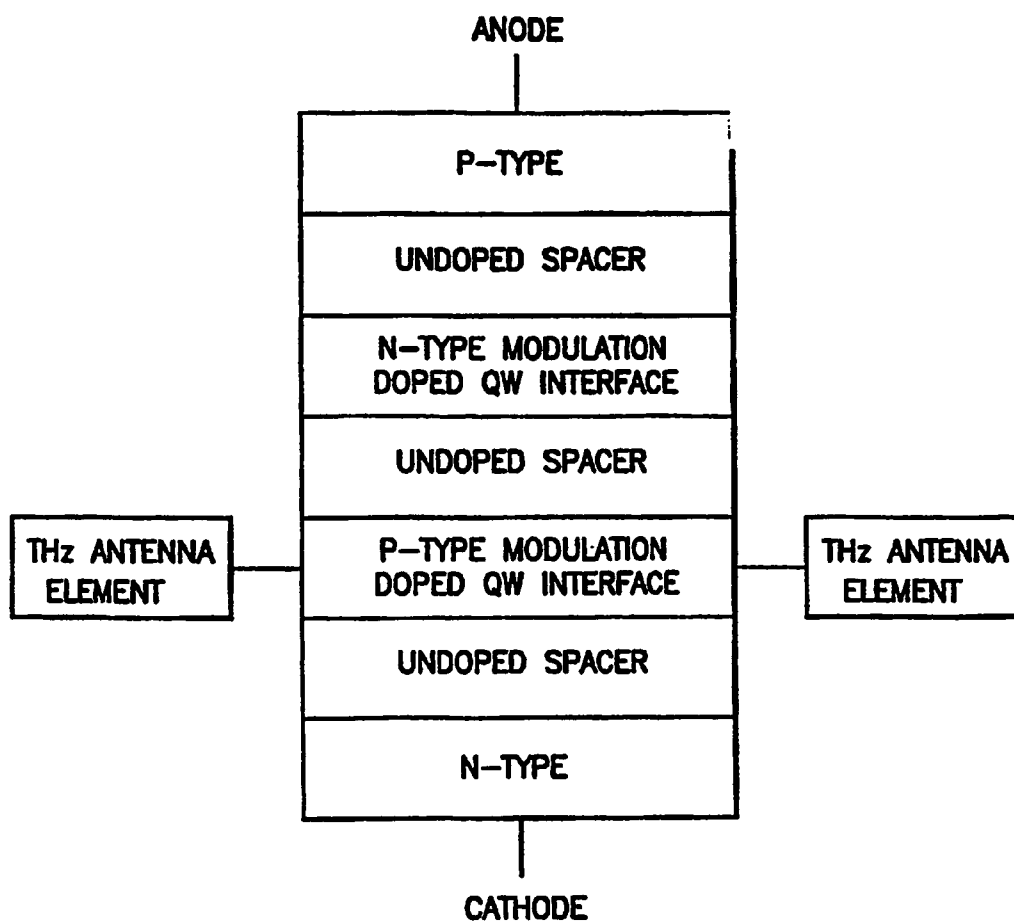 ANODE
P-TYPE
UNDOPED SPACER
N-TYPE MODULATION
DOPED QW INTERFACE
UNDOPED SPACER
THz ANTENNA
ELEMENT
P-TYPE MODULATION
DOPED QW INTERFACE
THz ANTENNA
ELEMENT
UNDOPED SPACER
N-TYPE
CATHODE